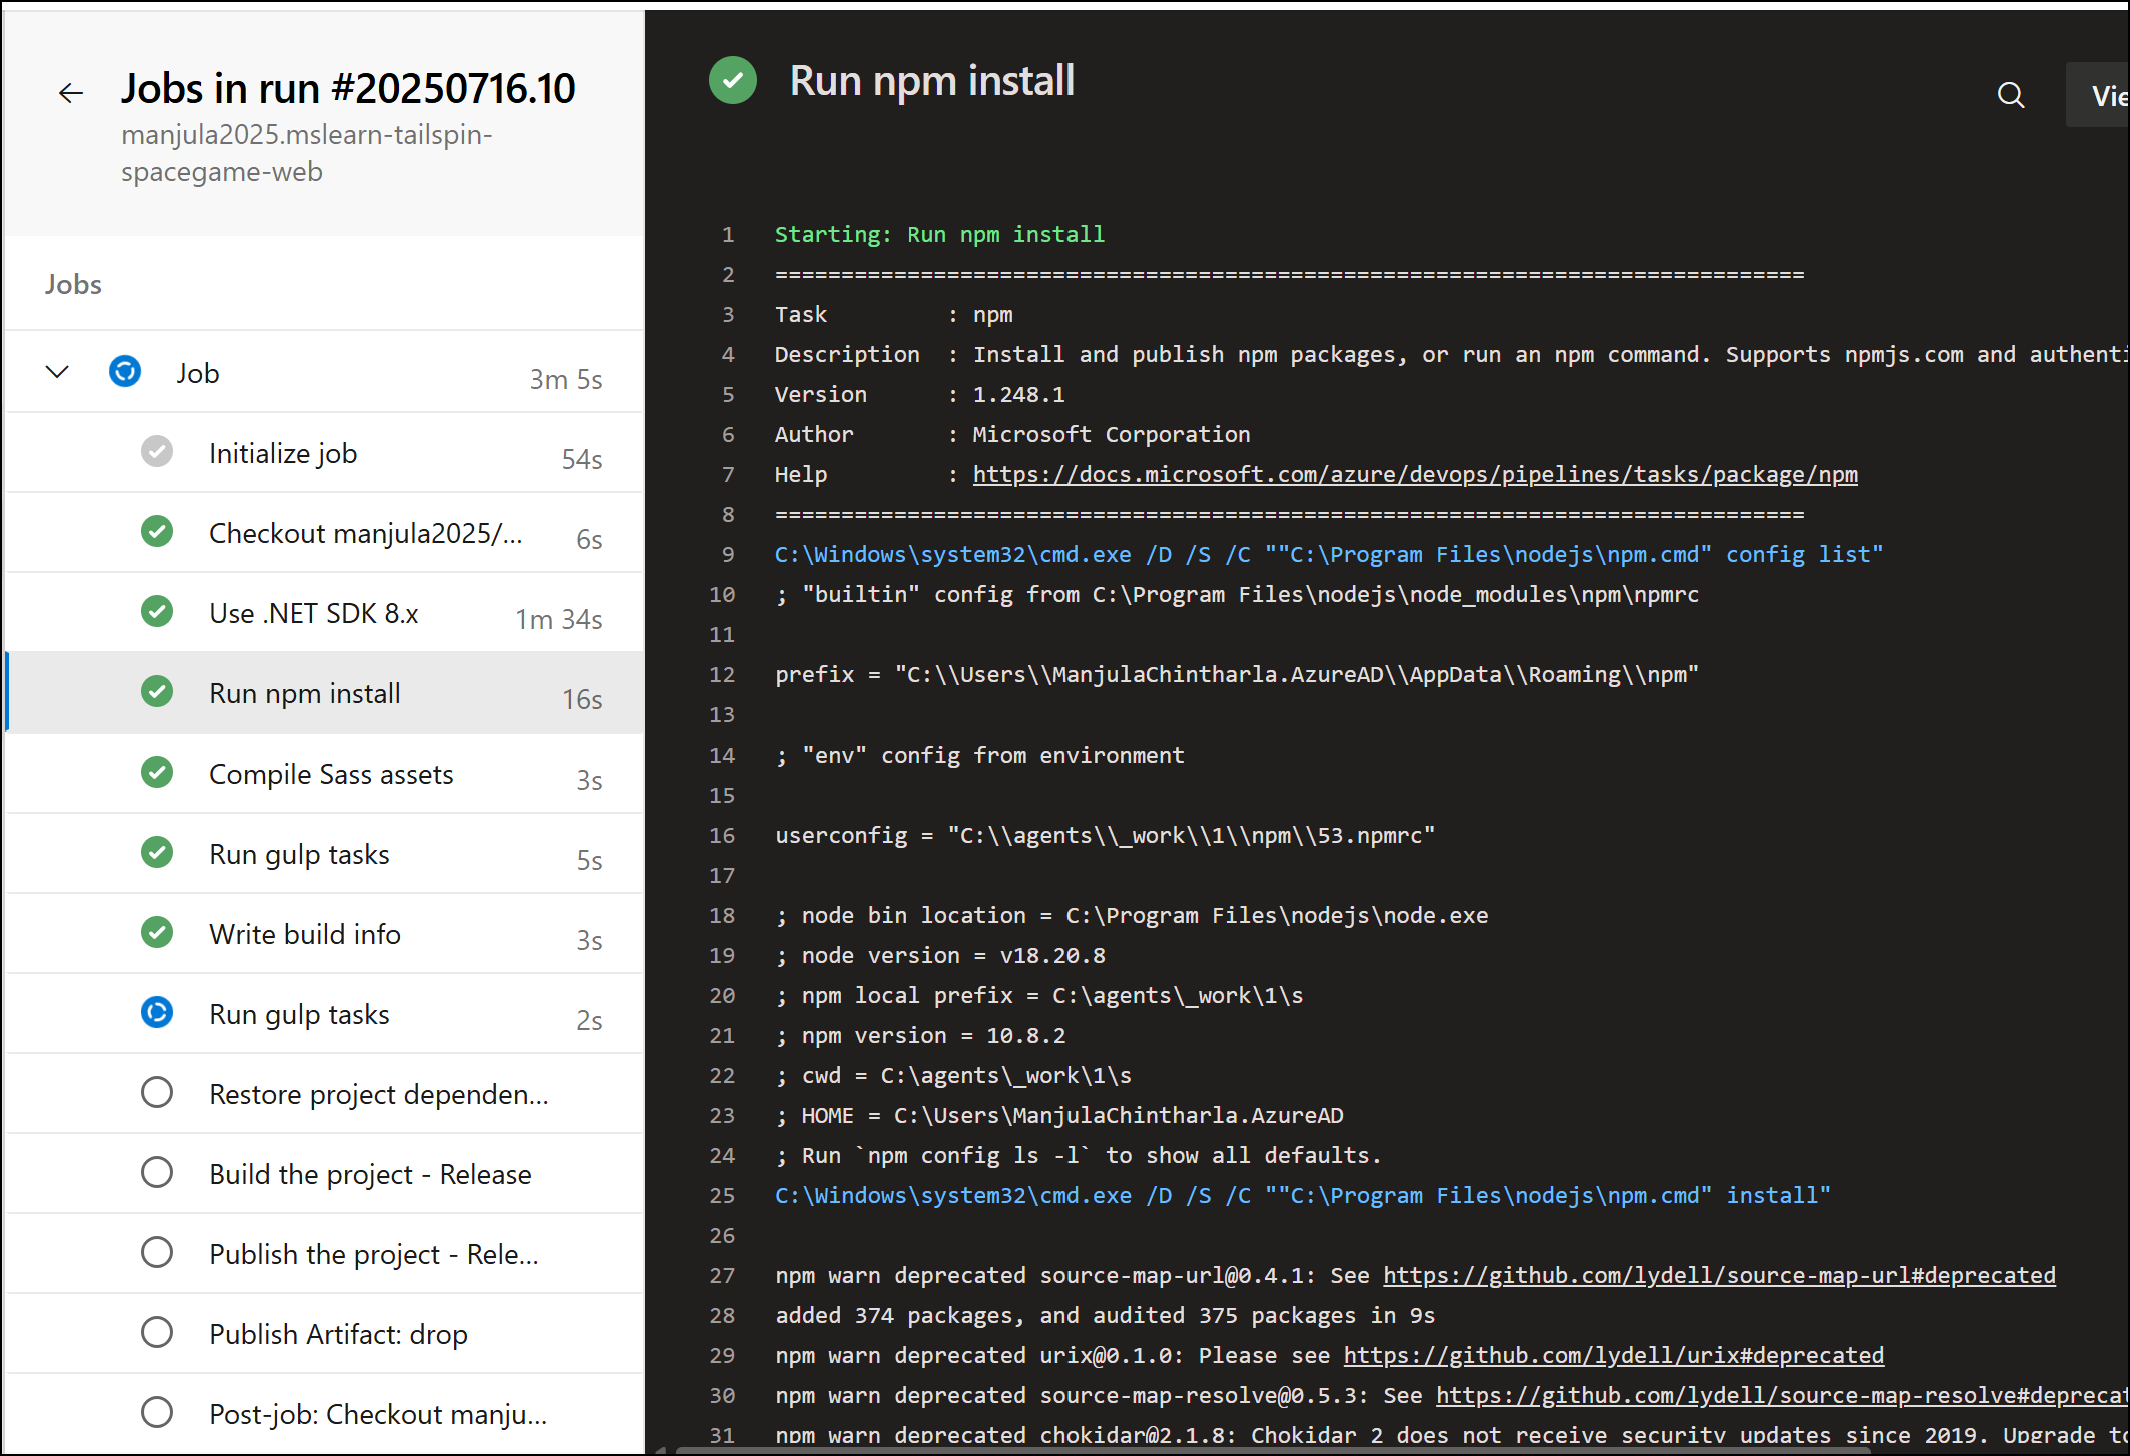 Jobs in run #20250716.10
manjula2025.mslearn-tailspin-
spacegame-web
Jobs
Job 3m 5s
Initialize job 54s
Checkout manjula2025/... 6s
Use .NET SDK 8.x 1m 34s
Run npm install 16s
Compile Sass assets 3s
Run gulp tasks 5s
Write build info 3s
Run gulp tasks 2s
Restore project dependen...
Build the project - Release
Publish the project - Rele...
Publish Artifact: drop
Post-job: Checkout manju...
Run npm install
Vie
1 Starting: Run npm install
2 ==============================================================================
3 Task         : npm
4 Description  : Install and publish npm packages, or run an npm command. Supports npmjs.com and authenti
5 Version      : 1.248.1
6 Author       : Microsoft Corporation
7 Help         : https://docs.microsoft.com/azure/devops/pipelines/tasks/package/npm
8 ==============================================================================
9 C:\Windows\system32\cmd.exe /D /S /C ""C:\Program Files\nodejs\npm.cmd" config list"
10 ; "builtin" config from C:\Program Files\nodejs\node_modules\npm\npmrc
11
12 prefix = "C:\\Users\\ManjulaChintharla.AzureAD\\AppData\\Roaming\\npm"
13
14 ; "env" config from environment
15
16 userconfig = "C:\\agents\\_work\\1\\npm\\53.npmrc"
17
18 ; node bin location = C:\Program Files\nodejs\node.exe
19 ; node version = v18.20.8
20 ; npm local prefix = C:\agents\_work\1\s
21 ; npm version = 10.8.2
22 ; cwd = C:\agents\_work\1\s
23 ; HOME = C:\Users\ManjulaChintharla.AzureAD
24 ; Run `npm config ls -l` to show all defaults.
25 C:\Windows\system32\cmd.exe /D /S /C ""C:\Program Files\nodejs\npm.cmd" install"
26
27 npm warn deprecated source-map-url@0.4.1: See https://github.com/lydell/source-map-url#deprecated
28 added 374 packages, and audited 375 packages in 9s
29 npm warn deprecated urix@0.1.0: Please see https://github.com/lydell/urix#deprecated
30 npm warn deprecated source-map-resolve@0.5.3: See https://github.com/lydell/source-map-resolve#deprecat
31 npm warn deprecated chokidar@2.1.8: Chokidar 2 does not receive security updates since 2019. Upgrade to